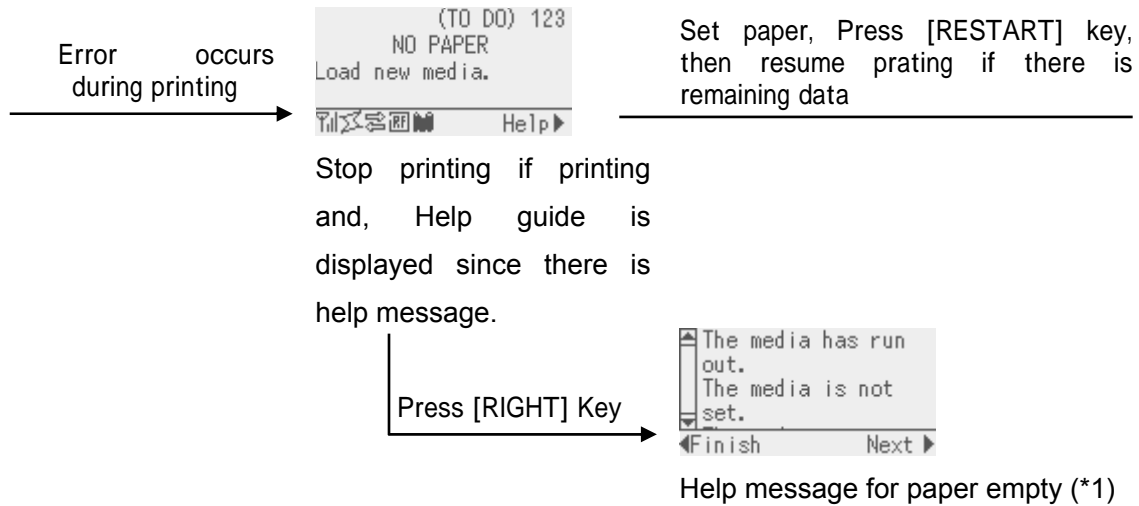 Error occurs
during printing
(TO DO) 123
NO PAPER
Load new media.
RF Help
Set paper, Press [RESTART] key,
then resume prating if there is
remaining data
Stop printing if printing
and, Help guide is
displayed since there is
help message.
Press [RIGHT] Key
The media has run
out.
The media is not
set.
Finish Next
Help message for paper empty (*1)